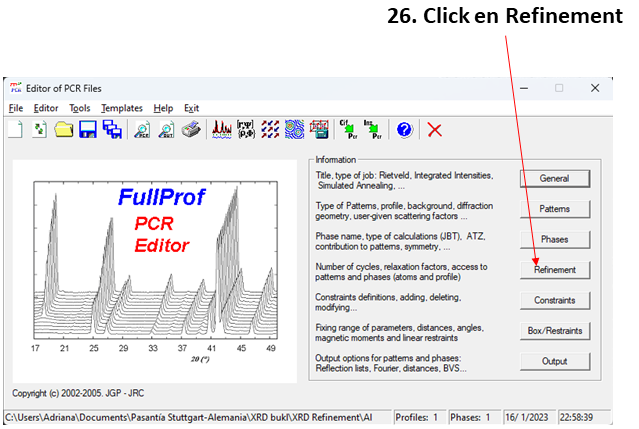 26. Click en Refinement
Editor of PCR Files
File Editor Tools Templates Help Exit
Information
Title, type of job: Rietveld, Integrated Intensities,
Simulated Annealing, ...
General
Type of Patterns, profile, background, diffraction
geometry, user-given scattering factors ...
Patterns
Phase name, type of calculations (JBT), ATZ,
contribution to patterns, symmetry, ...
Phases
Number of cycles, relaxation factors, access to
patterns and phases (atoms and profile)
Refinement
Constraints definitions, adding, deleting,
modifying...
Constraints
Fixing range of parameters, distances, angles,
magnetic moments and linear restraints
Box/Restraints
Output options for patterns and phases:
Reflection lists, Fourier, distances, BVS...
Output
FullProf
PCR
Editor
17 21 25 29 33 37 41 45 49
2θ (°)
Copyright (c) 2002-2005. JGP - JRC
C:\Users\Adriana\Documents\Pasantía Stuttgart-Alemania\XRD bukl\XRD Refinement\Al
Profiles: 1 Phases: 1 16/ 1/2023 22:58:39